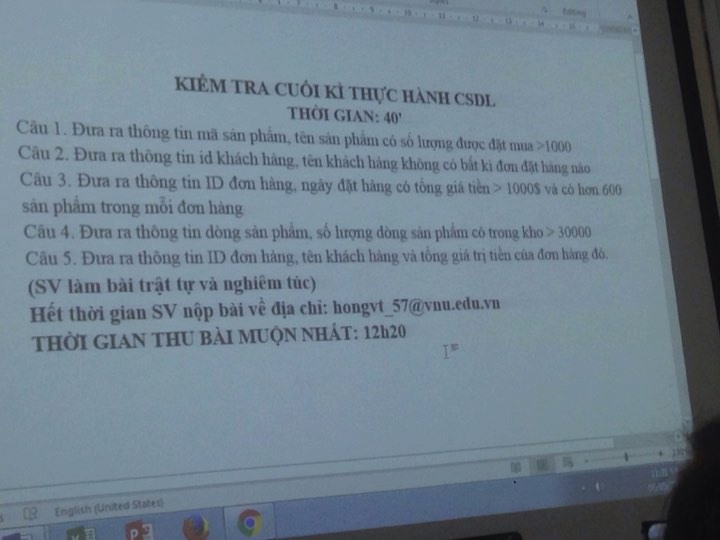 Editing
KIỂM TRA CUỐI KÌ THỰC HÀNH CSDL
THỜI GIAN: 40'
Câu 1. Đưa ra thông tin mã sản phẩm, tên sản phẩm có số lượng được đặt mua >1000
Câu 2. Đưa ra thông tin id khách hàng, tên khách hàng không có bất kì đơn đặt hàng nào
Câu 3. Đưa ra thông tin ID đơn hàng, ngày đặt hàng có tổng giá tiền > 1000$ và có hơn 600
sản phẩm trong mỗi đơn hàng
Câu 4. Đưa ra thông tin dòng sản phẩm, số lượng dòng sản phẩm có trong kho > 30000
Câu 5. Đưa ra thông tin ID đơn hàng, tên khách hàng và tổng giá trị tiền của đơn hàng đó.
(SV làm bài trật tự và nghiêm túc)
Hết thời gian SV nộp bài về địa chỉ: hongvt_57@vnu.edu.vn
THỜI GIAN THU BÀI MUỘN NHẤT: 12h20
English (United States)